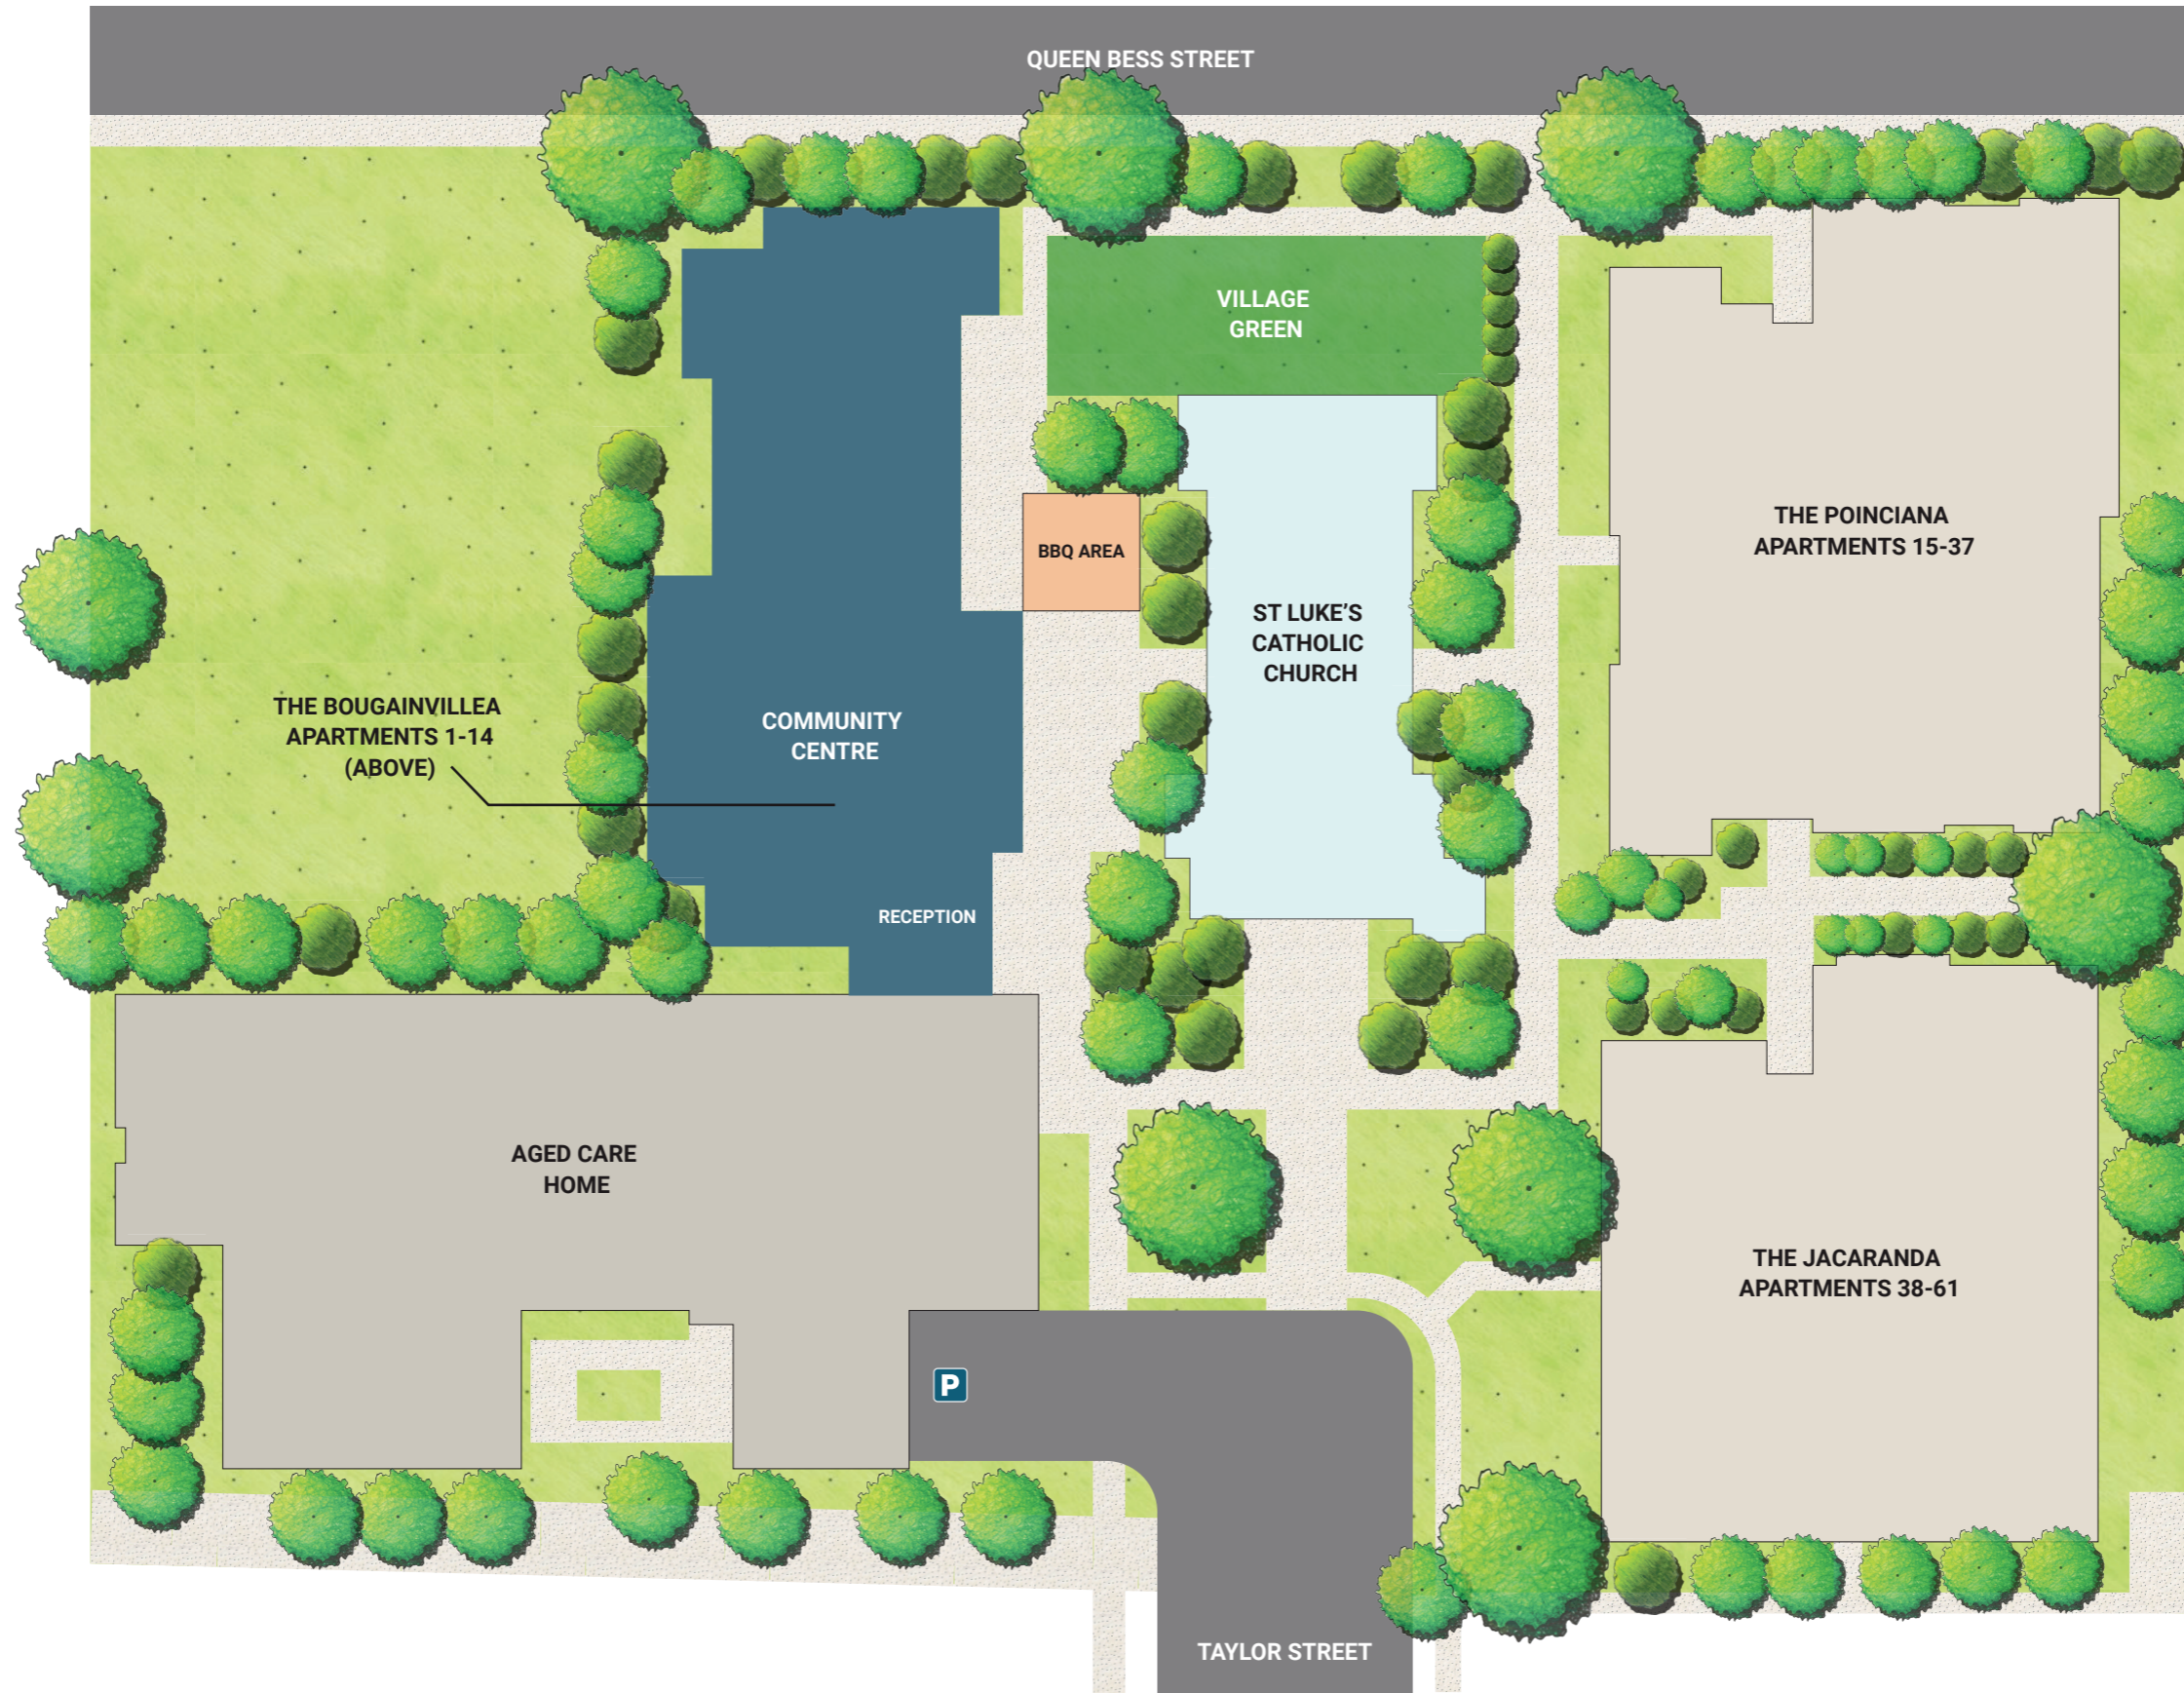 QUEEN BESS STREET
VILLAGE
GREEN
THE POINCIANA
APARTMENTS 15-37
BBQ AREA
ST LUKE’S
CATHOLIC
CHURCH
THE BOUGAINVILLEA
APARTMENTS 1-14
(ABOVE)
COMMUNITY
CENTRE
RECEPTION
AGED CARE
HOME
THE JACARANDA
APARTMENTS 38-61
P
TAYLOR STREET